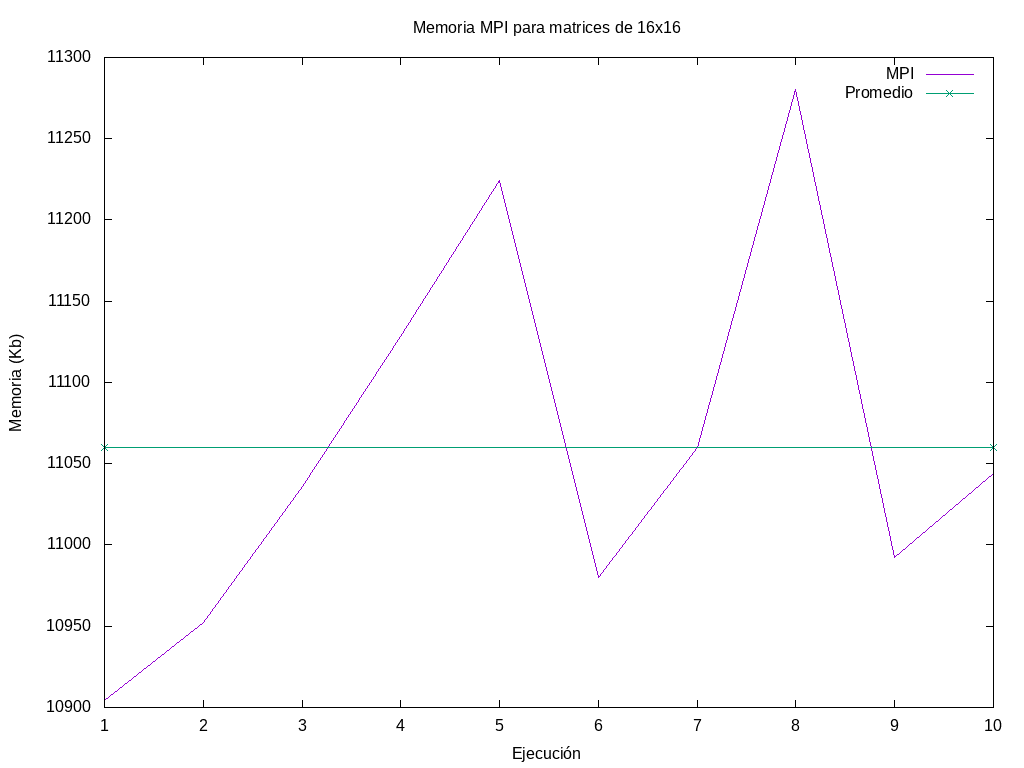 Memoria MPI para matrices de 16x16
11300
11250
11200
11150
11100
11050
11000
10950
10900
Memoria (Kb)
MPI
Promedio
1 2 3 4 5 6 7 8 9 10
Ejecución